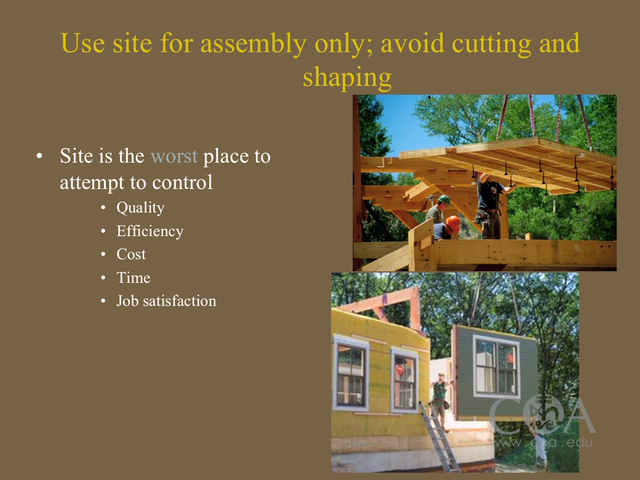 Use site for assembly only; avoid cutting and
shaping
• Site is the worst place to
attempt to control
• Quality
• Efficiency
• Cost
• Time
• Job satisfaction